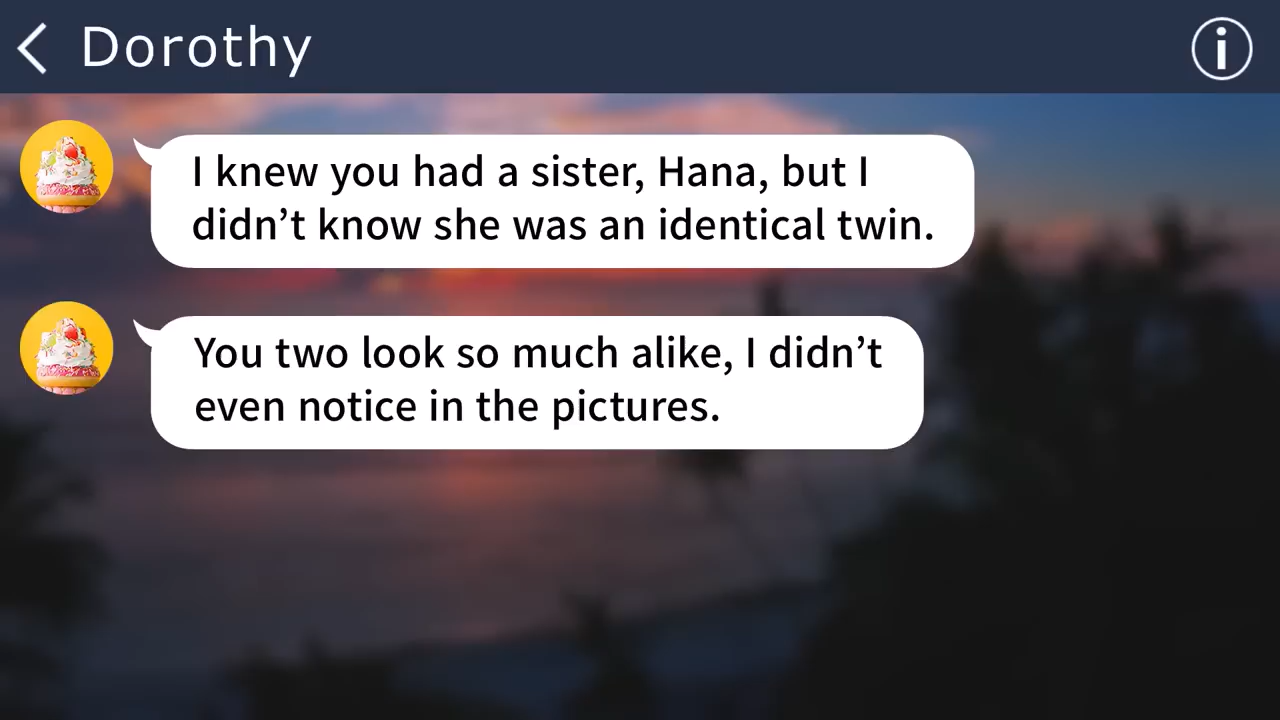 Dorothy
I knew you had a sister, Hana, but I
didn’t know she was an identical twin.
You two look so much alike, I didn’t
even notice in the pictures.